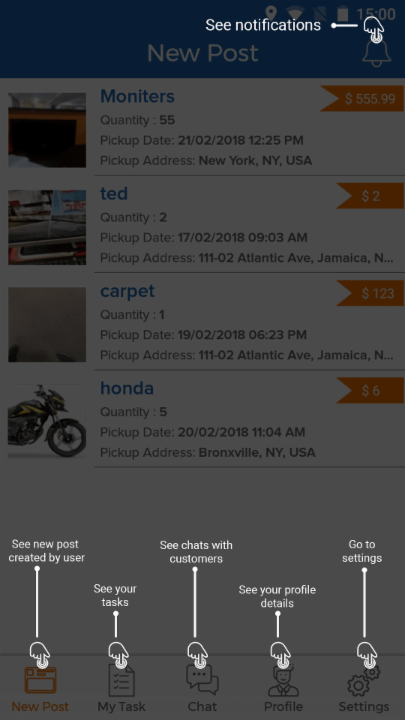 15:00
See notifications
New Post
Moniters
$ 555.99
Quantity : 55
Pickup Date: 21/02/2018 12:25 PM
Pickup Address: New York, NY, USA
ted
$ 2
Quantity : 2
Pickup Date: 17/02/2018 09:03 AM
Pickup Address: 111-02 Atlantic Ave, Jamaica, N...
carpet
$ 123
Quantity : 1
Pickup Date: 19/02/2018 06:23 PM
Pickup Address: 111-02 Atlantic Ave, Jamaica, N...
honda
$ 6
Quantity : 5
Pickup Date: 20/02/2018 11:04 AM
Pickup Address: Bronxville, NY, USA
See new post
created by user
See your
tasks
See chats with
customers
See your profile
details
Go to
settings
New Post
My Task
Chat
Profile
Settings